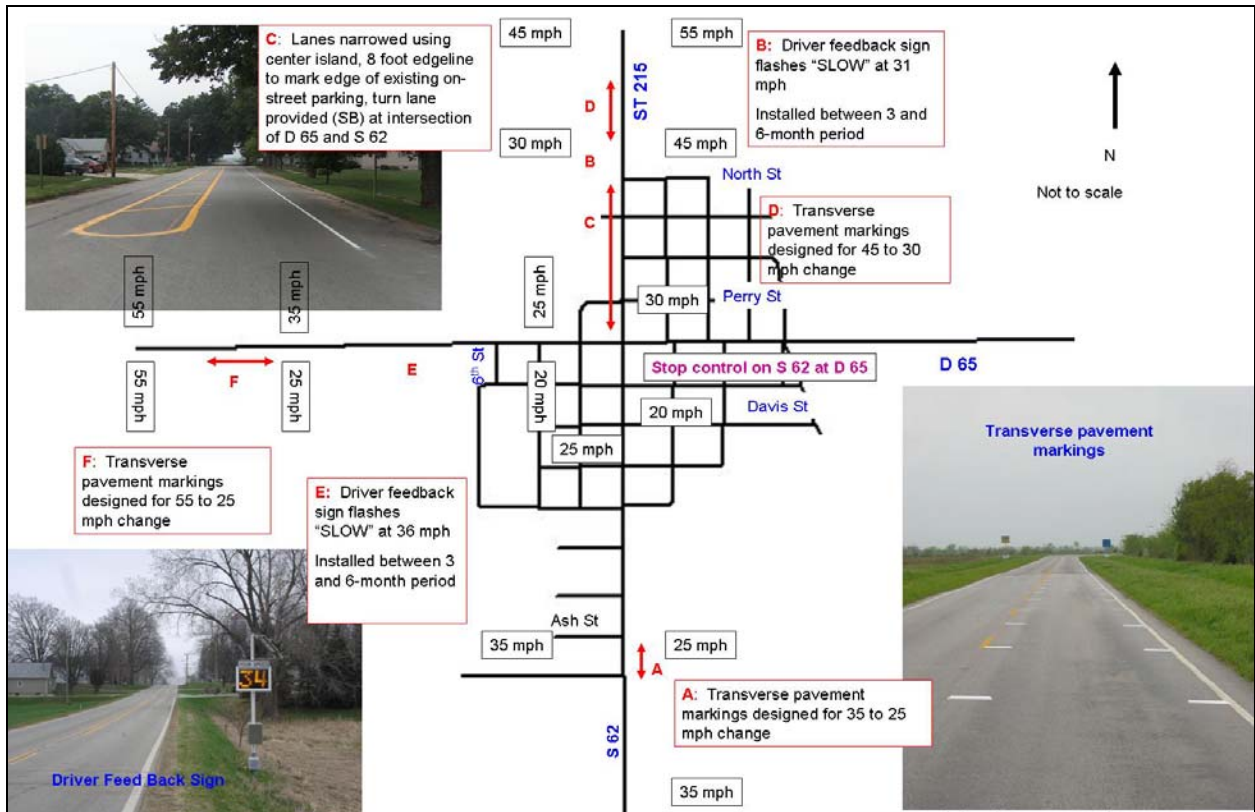 C: Lanes narrowed using
center island, 8 foot edgeline
to mark edge of existing on-
street parking, turn lane
provided (SB) at intersection
of D 65 and S 62
45 mph
55 mph
ST 215
B: Driver feedback sign
flashes “SLOW” at 31
mph
Installed between 3 and
6-month period
N
Not to scale
D
30 mph
45 mph
B
North St
C
D: Transverse
pavement markings
designed for 45 to 30
mph change
55 mph
35 mph
25 mph
30 mph
Perry St
F
E
6th St
Stop control on S 62 at D 65
D 65
55 mph
25 mph
20 mph
20 mph
Davis St
25 mph
F: Transverse
pavement markings
designed for 55 to 25
mph change
E: Driver feedback
sign flashes
“SLOW” at 36 mph
Installed between 3
and 6-month period
Transverse pavement
markings
Ash St
35 mph
25 mph
A
A: Transverse pavement
markings designed for 35 to 25
mph change
S 62
35 mph
34
Driver Feed Back Sign